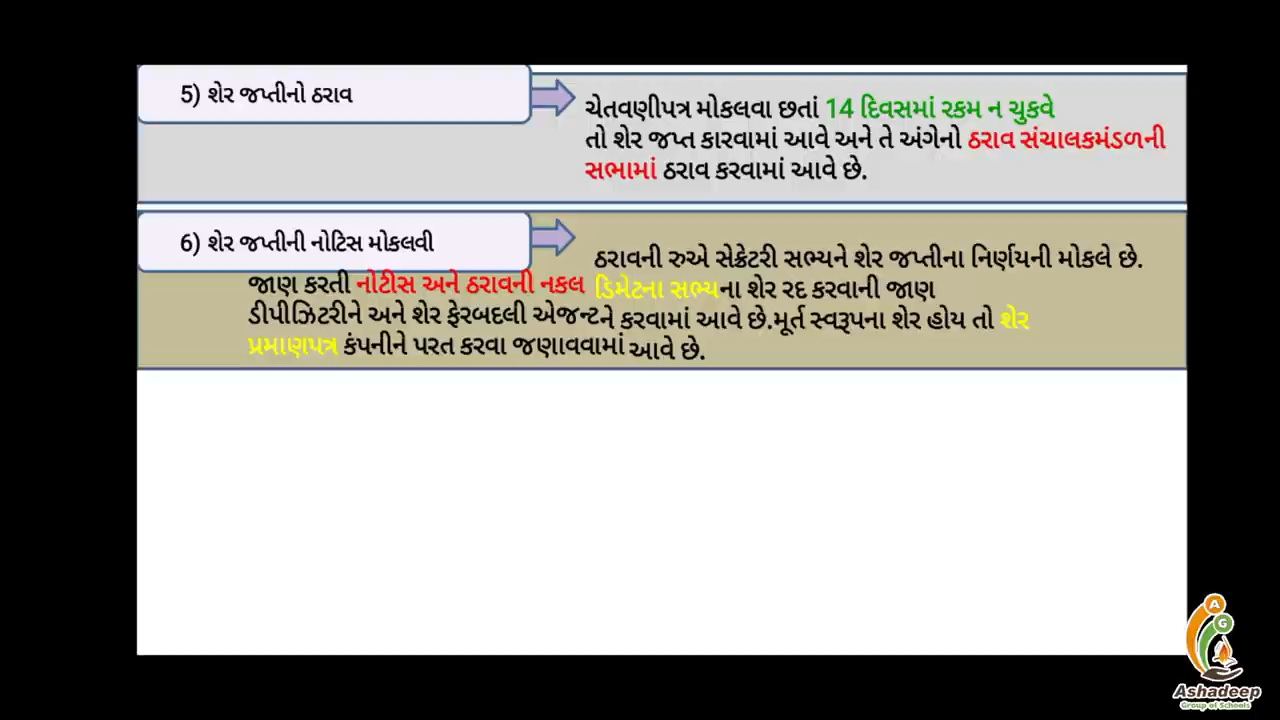 5) શેર જપ્તીનો ઠરાવ
ચેતવણીપત્ર મોકલવા છતાં 14 દિવસમાં રકમ ન ચુકવે
તો શેર જપ્ત કારવામાં આવે અને તે અંગેનો ઠરાવ સંચાલકમંડળની
સભામાં ઠરાવ કરવામાં આવે છે.
6) શેર જપ્તીની નોટિસ મોકલવી
ઠરાવની રુએ સેક્રેટરી સભ્યને શેર જપ્તીના નિર્ણયની મોકલે છે.
જાણ કરતી નોટીસ અને ઠરાવની નકલ ડિમેટના સભ્યના શેર રદ કરવાની જાણ
ડીપીઝિટરીને અને શેર ફેરબદલી એજન્ટને કરવામાં આવે છે.મૂર્ત સ્વરૂપના શેર હોય તો શેર
પ્રમાણપત્ર કંપનીને પરત કરવા જણાવવામાં આવે છે.
A
G
Ashadeep
Group of Schools